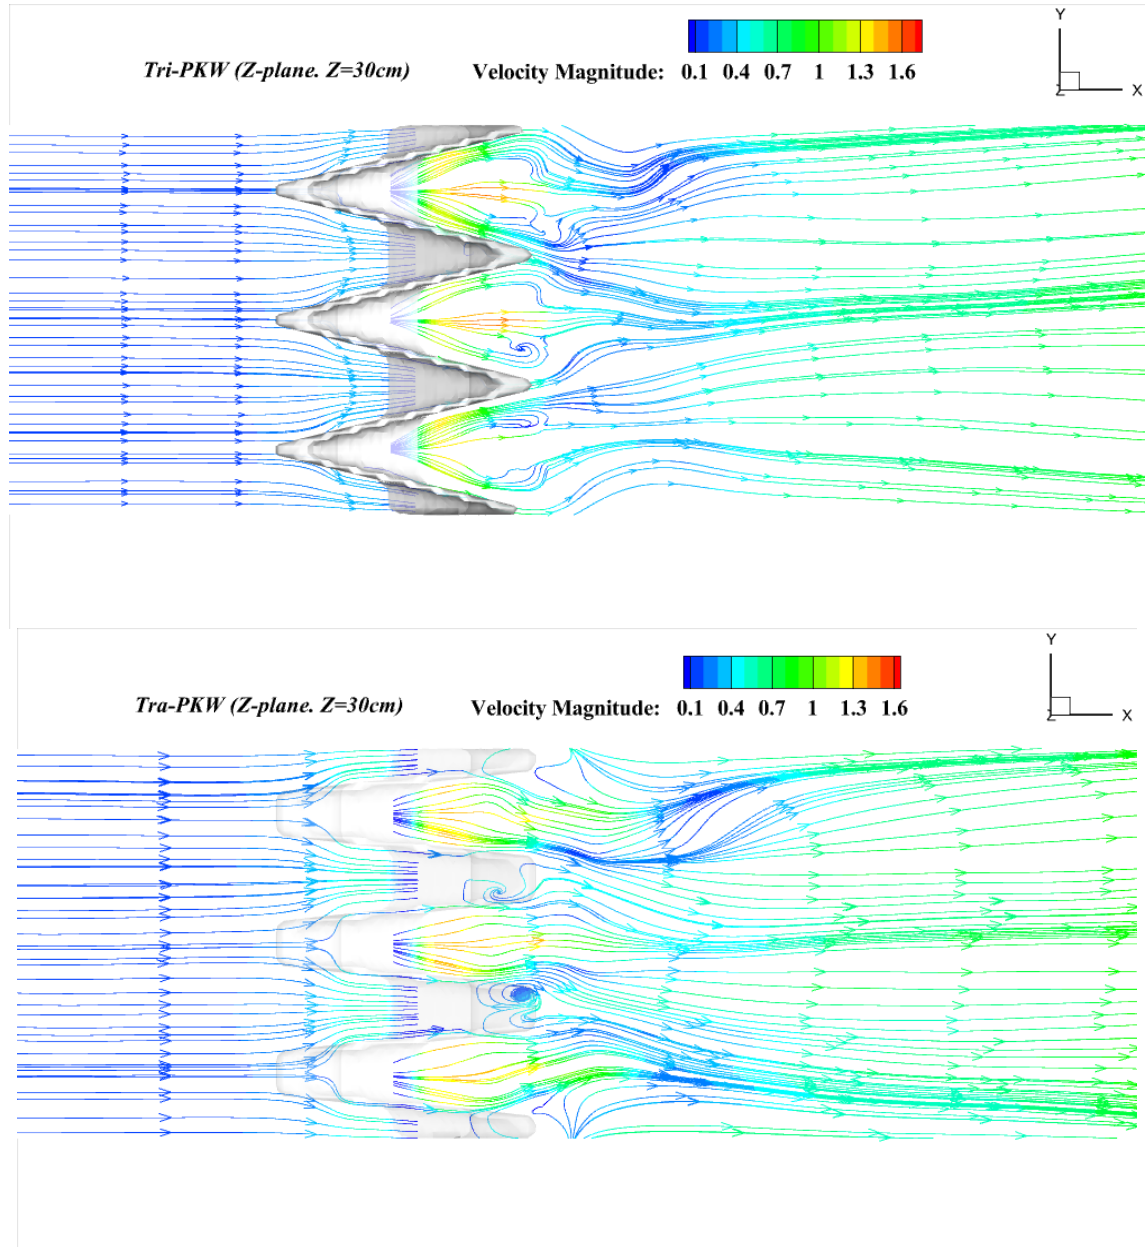 Y
Tri-PKW (Z-plane. Z=30cm) Velocity Magnitude: 0.1 0.4 0.7 1 1.3 1.6
Z X
Y
Tra-PKW (Z-plane. Z=30cm) Velocity Magnitude: 0.1 0.4 0.7 1 1.3 1.6
Z X